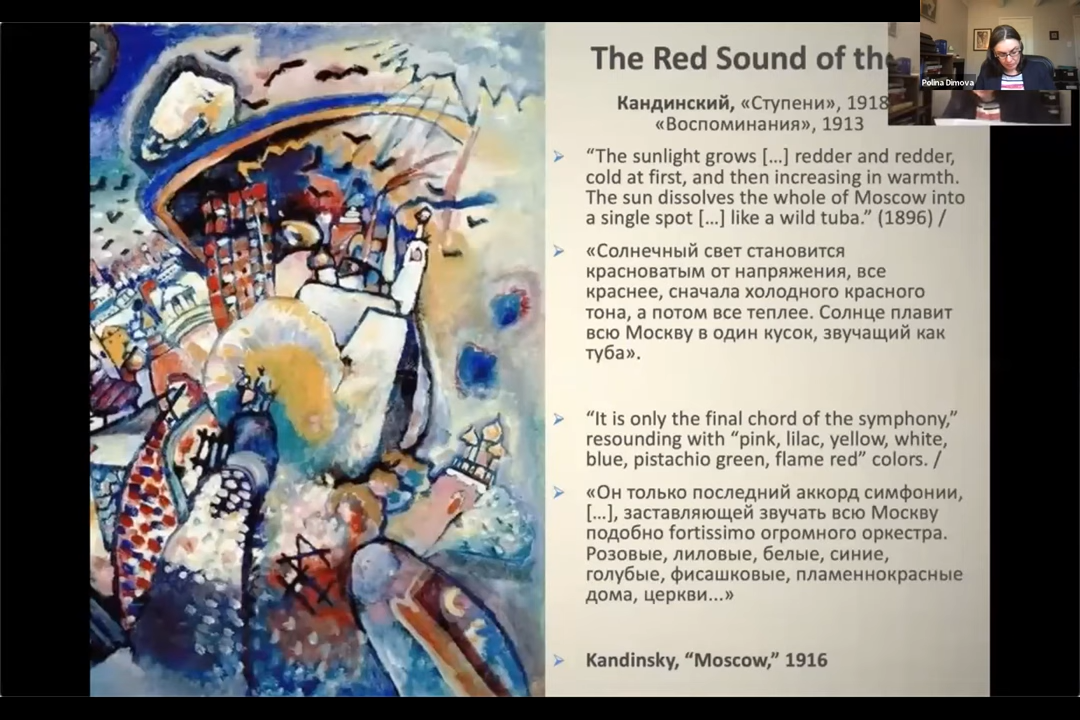 The Red Sound of the
Polina Dimova
Кандинский, «Ступени», 1918
«Воспоминания», 1913
“The sunlight grows […] redder and redder,
cold at first, and then increasing in warmth.
The sun dissolves the whole of Moscow into
a single spot […] like a wild tuba.” (1896) /
«Солнечный свет становится
красноватым от напряжения, все
краснее, сначала холодного красного
тона, а потом все теплее. Солнце плавит
всю Москву в один кусок, звучащий как
туба».
“It is only the final chord of the symphony,”
resounding with “pink, lilac, yellow, white,
blue, pistachio green, flame red” colors. /
«Он только последний аккорд симфонии,
[…], заставляющей звучать всю Москву
подобно fortissimo огромного оркестра.
Розовые, лиловые, белые, синие,
голубые, фисашковые, пламеннокрасные
дома, церкви...»
Kandinsky, “Moscow,” 1916